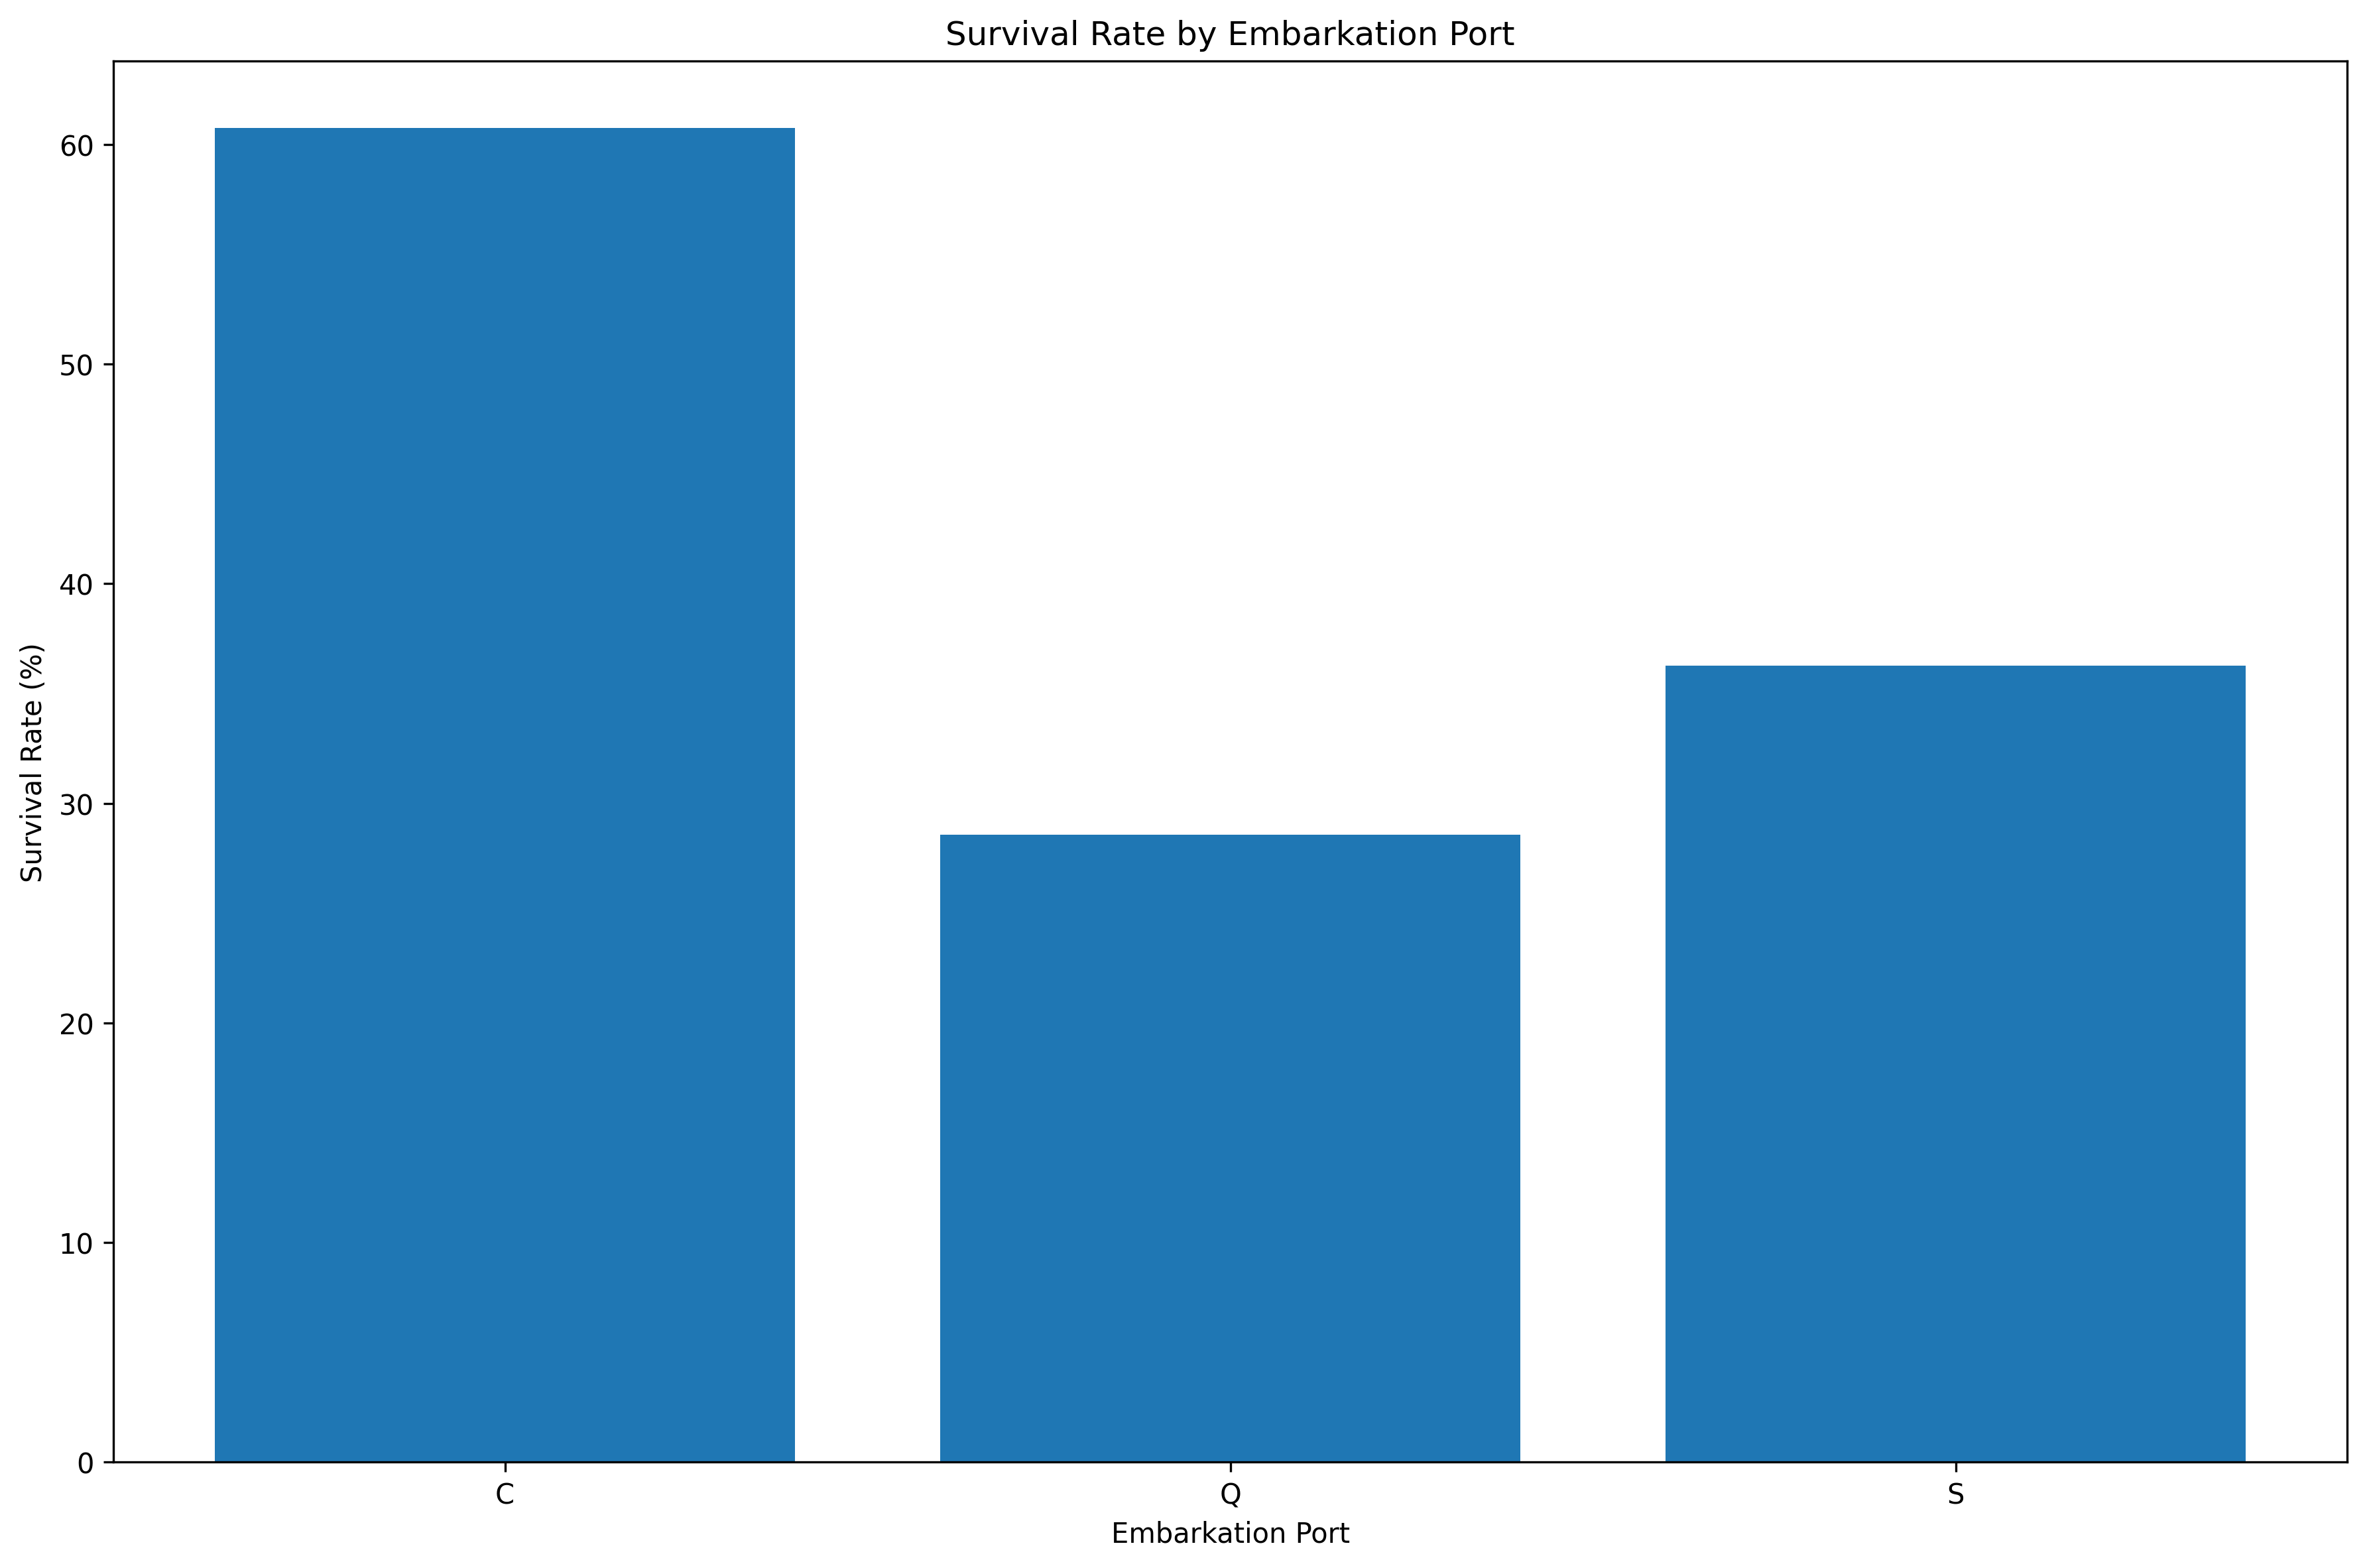 Survival Rate by Embarkation Port
Survival Rate (%)
60
50
40
30
20
10
0
C
Q
S
Embarkation Port